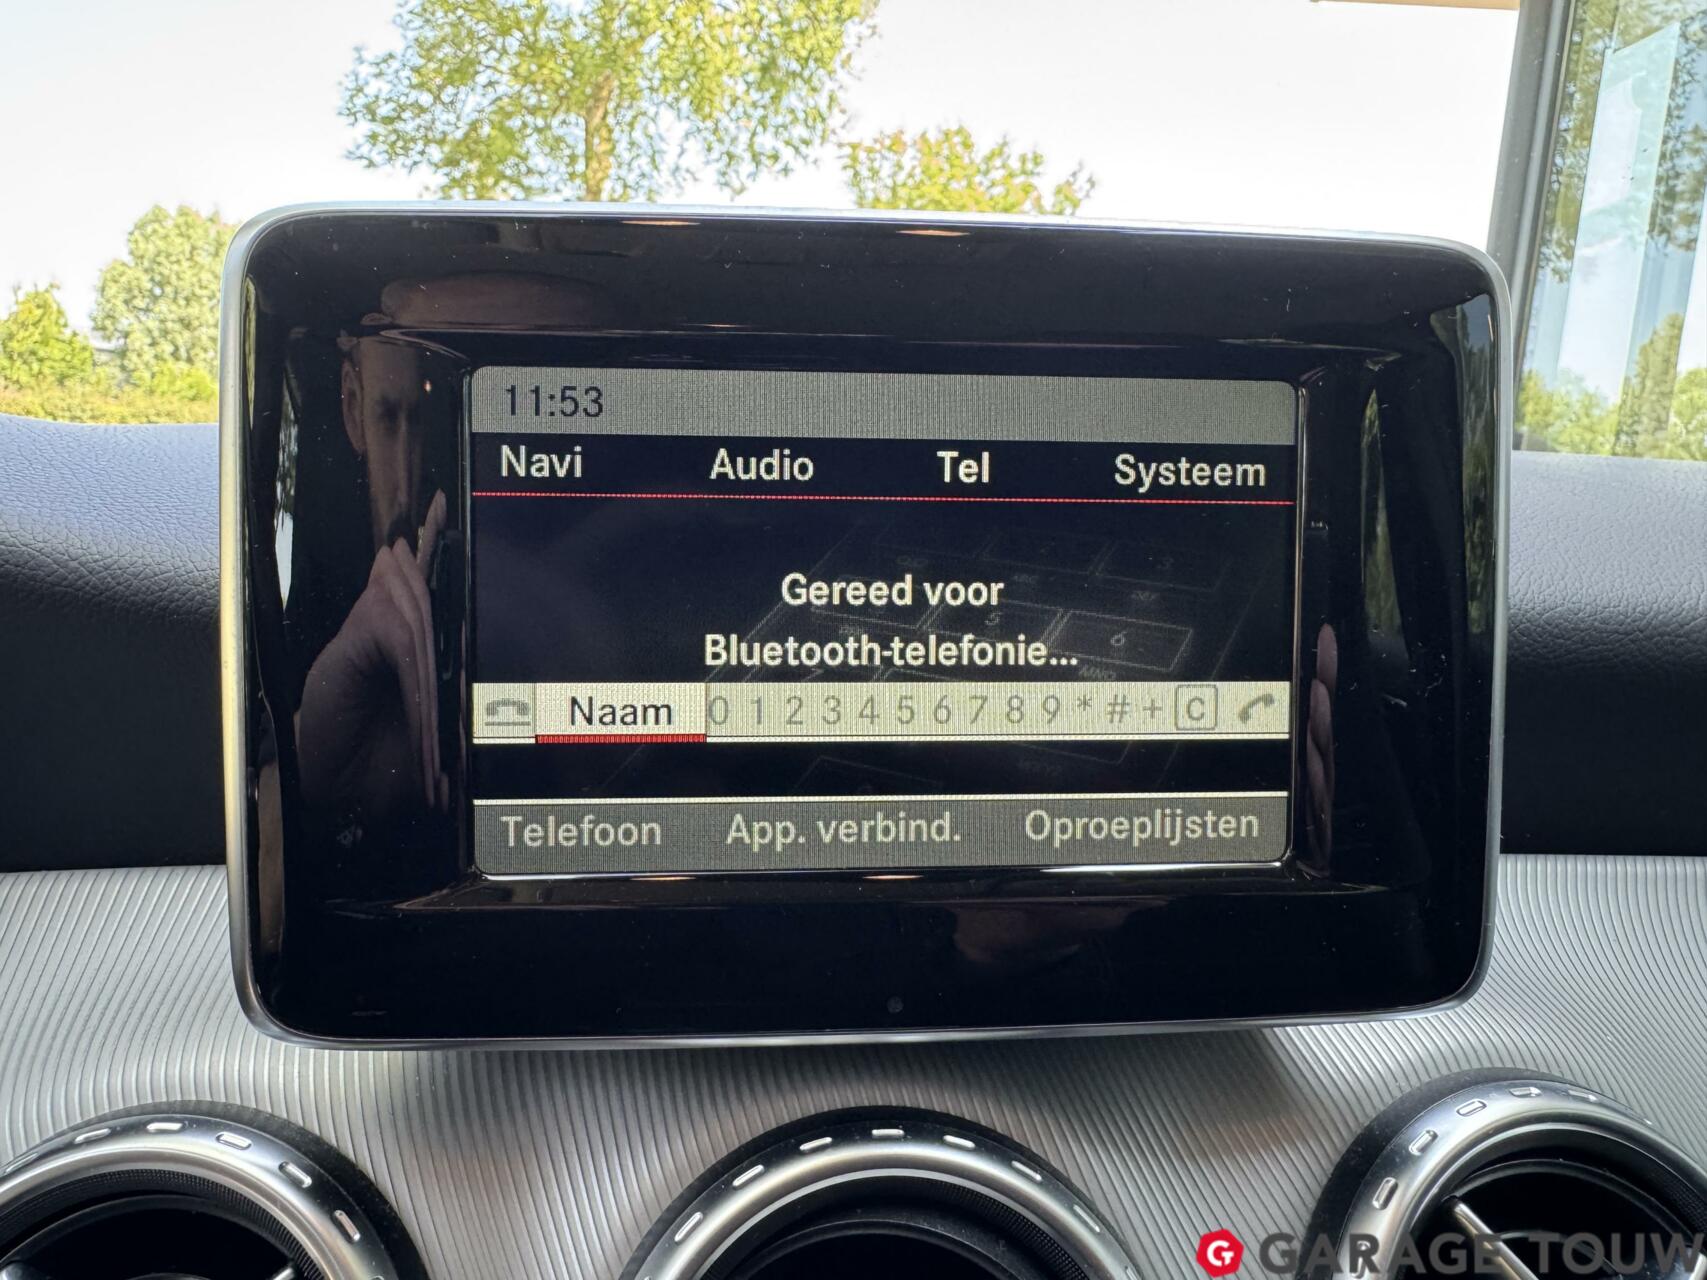 11:53
Navi Audio Tel Systeem
Gereed voor
Bluetooth-telefonie...
Naam 0 1 2 3 4 5 6 7 8 9 * # + C
Telefoon App. verbind. Oproeplijsten
G GARAGE TOUW